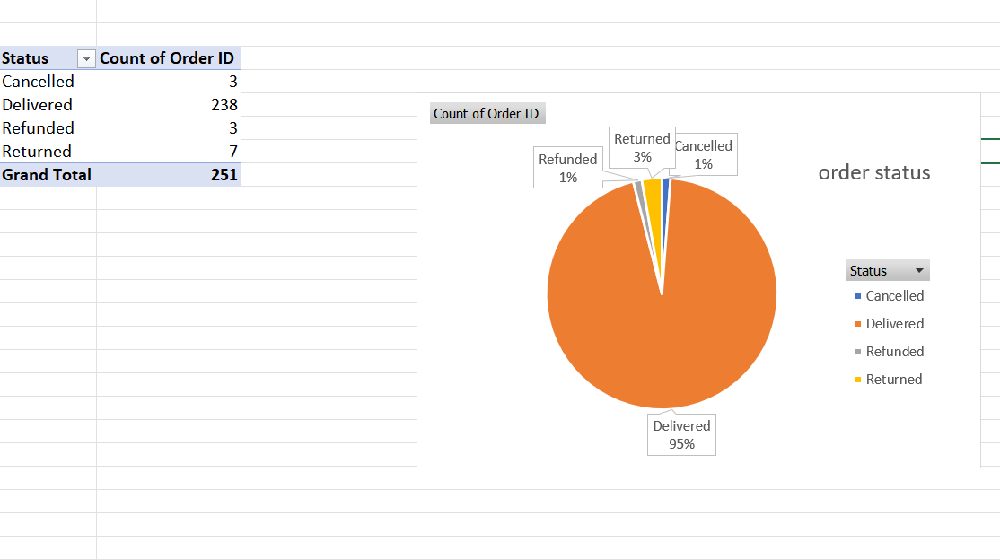 Status Count of Order ID
Cancelled 3
Delivered 238
Refunded 3
Returned 7
Grand Total 251
Count of Order ID
Returned
3%
Cancelled
1%
Refunded
1%
order status
Status
Cancelled
Delivered
Refunded
Returned
Delivered
95%